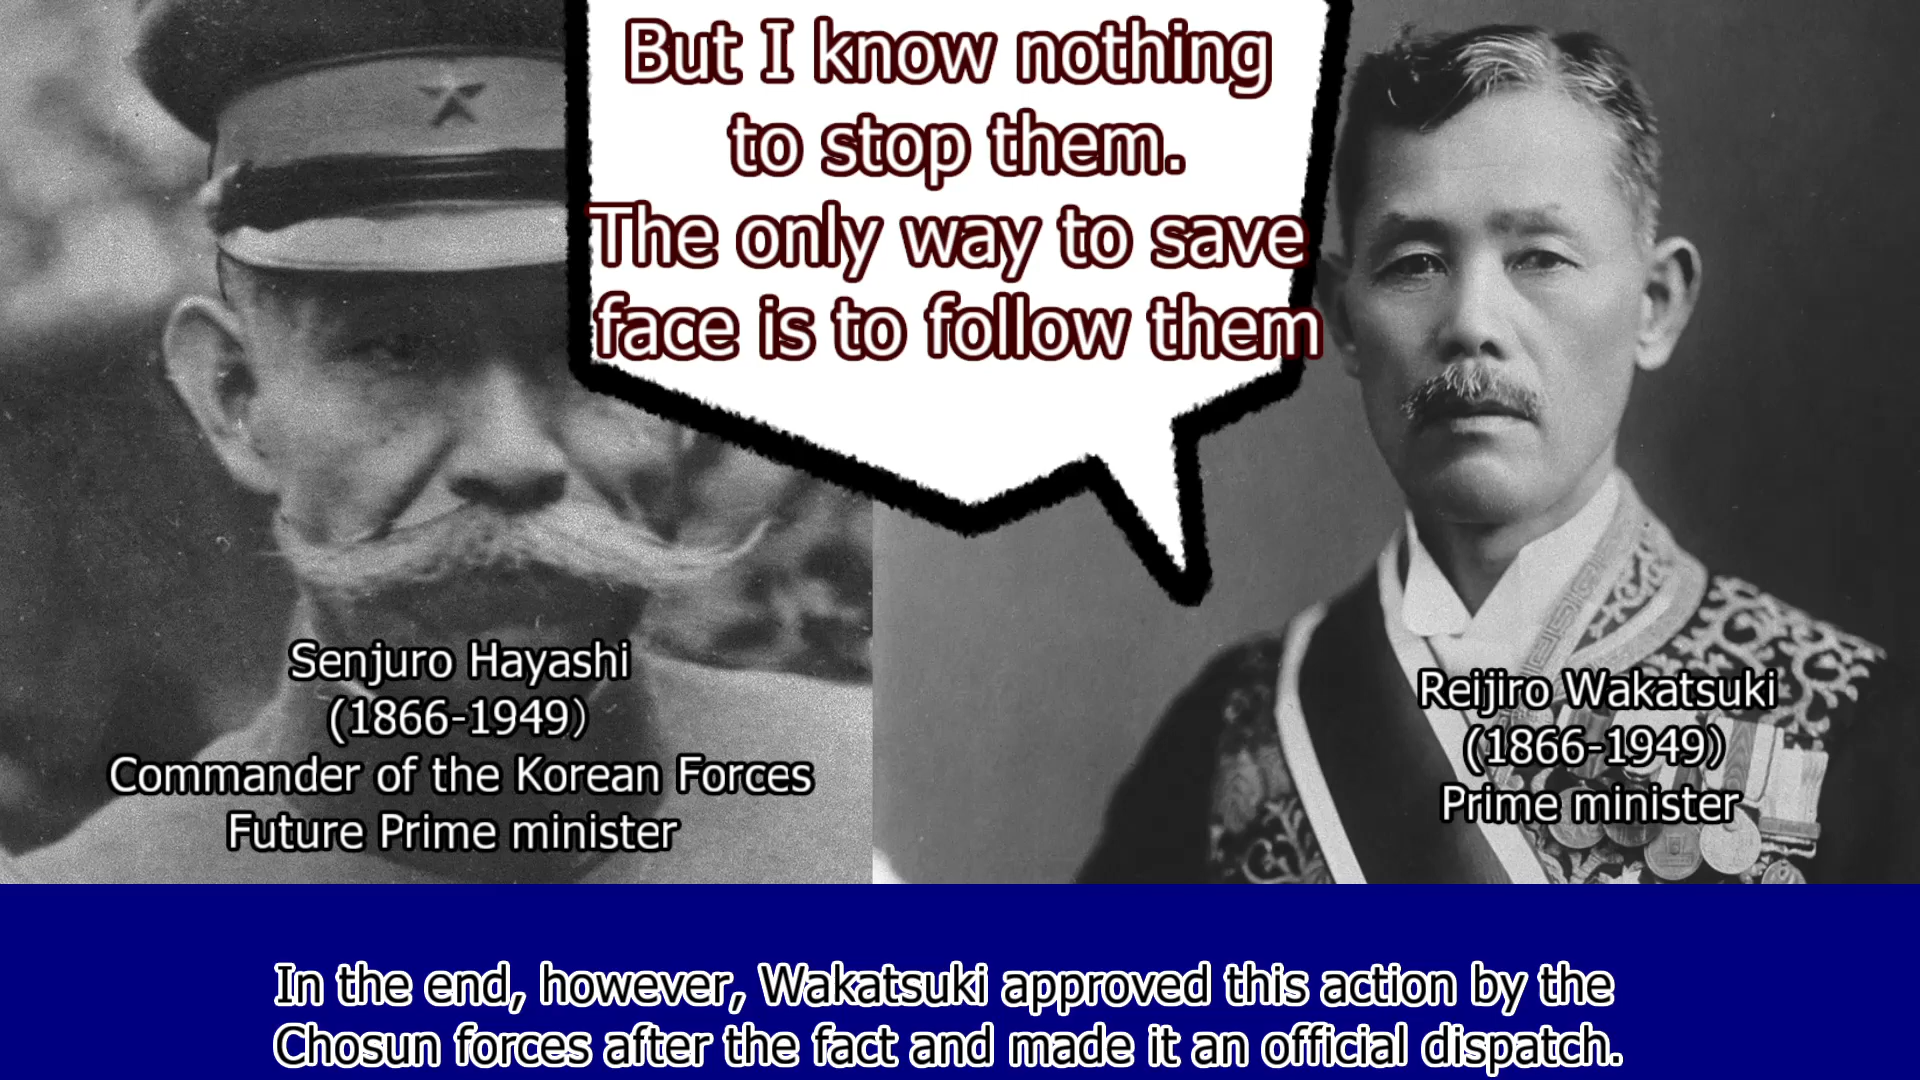 But I know nothing
to stop them.
The only way to save
face is to follow them
Senjuro Hayashi
(1866-1949)
Commander of the Korean Forces
Future Prime minister
Reijiro Wakatsuki
(1866-1949)
Prime minister
In the end, however, Wakatsuki approved this action by the
Chosun forces after the fact and made it an official dispatch.